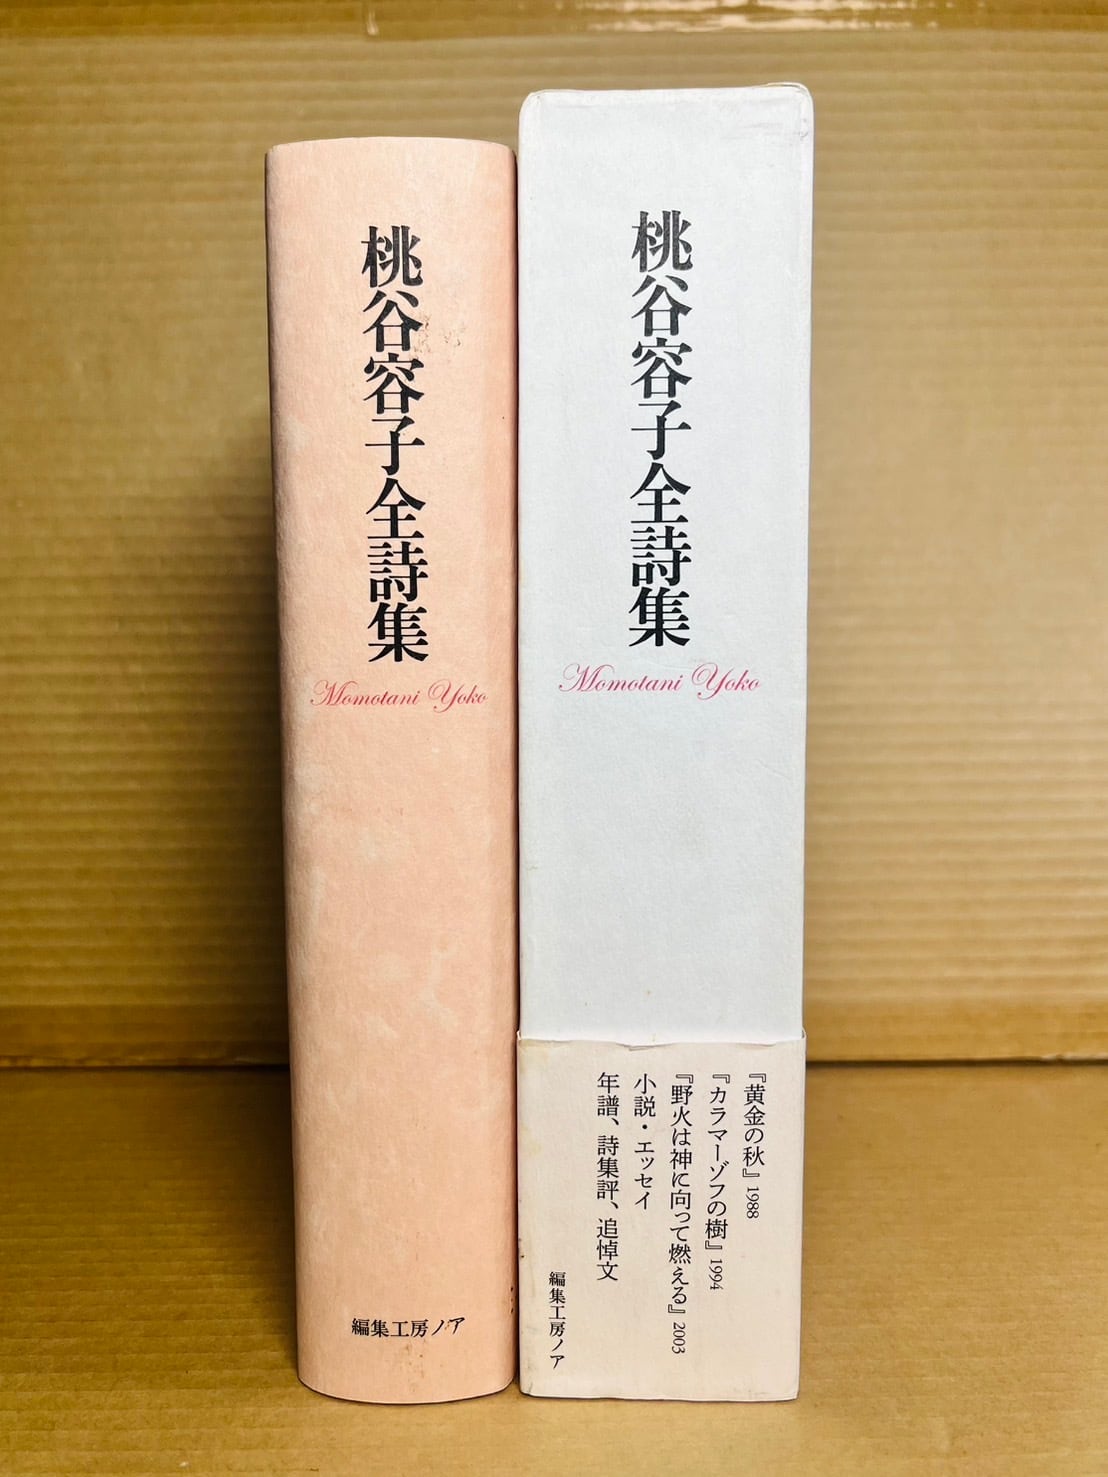 桃谷容子全詩集
Momotani Yoko
編集工房ノア
桃谷容子全詩集
Momotani Yoko
『黄金の秋』1988
『カラマーゾフの樹』1994
『野火は神に向って燃える』2003
小説・エッセイ
年譜、詩集評、追悼文
編集工房ノア